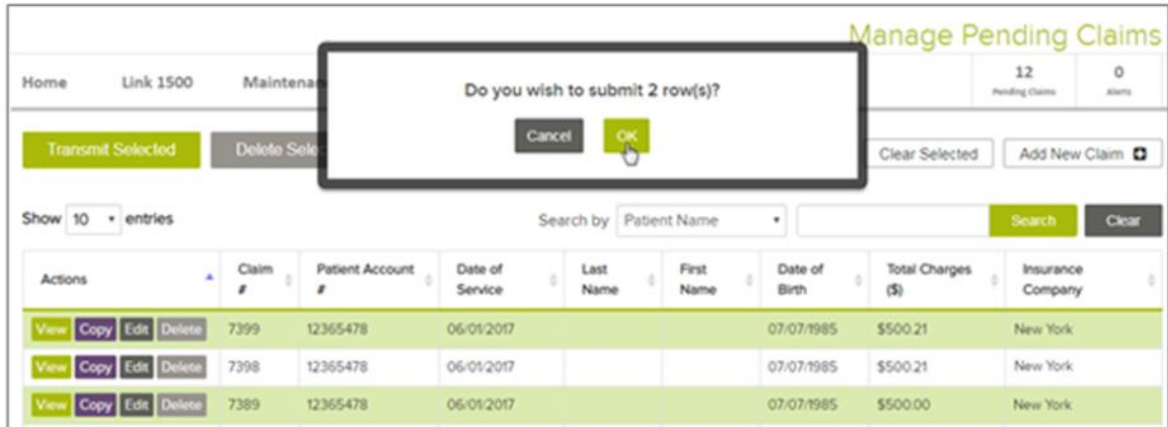 Manage Pending Claims
Home Link 1500 Maintenan
12 Pending Claims
0 Alerts
Do you wish to submit 2 row(s)?
Cancel OK
Transmit Selected Delete Sele Clear Selected Add New Claim
Show 10 entries Search by Patient Name Search Clear
Actions Claim # Patient Account # Date of Service Last Name First Name Date of Birth Total Charges ($) Insurance Company
View Copy Edit Delete 7399 12365478 06/01/2017 07/07/1985 $500.21 New York
View Copy Edit Delete 7398 12365478 06/01/2017 07/07/1985 $500.21 New York
View Copy Edit Delete 7389 12365478 06/01/2017 07/07/1985 $500.00 New York